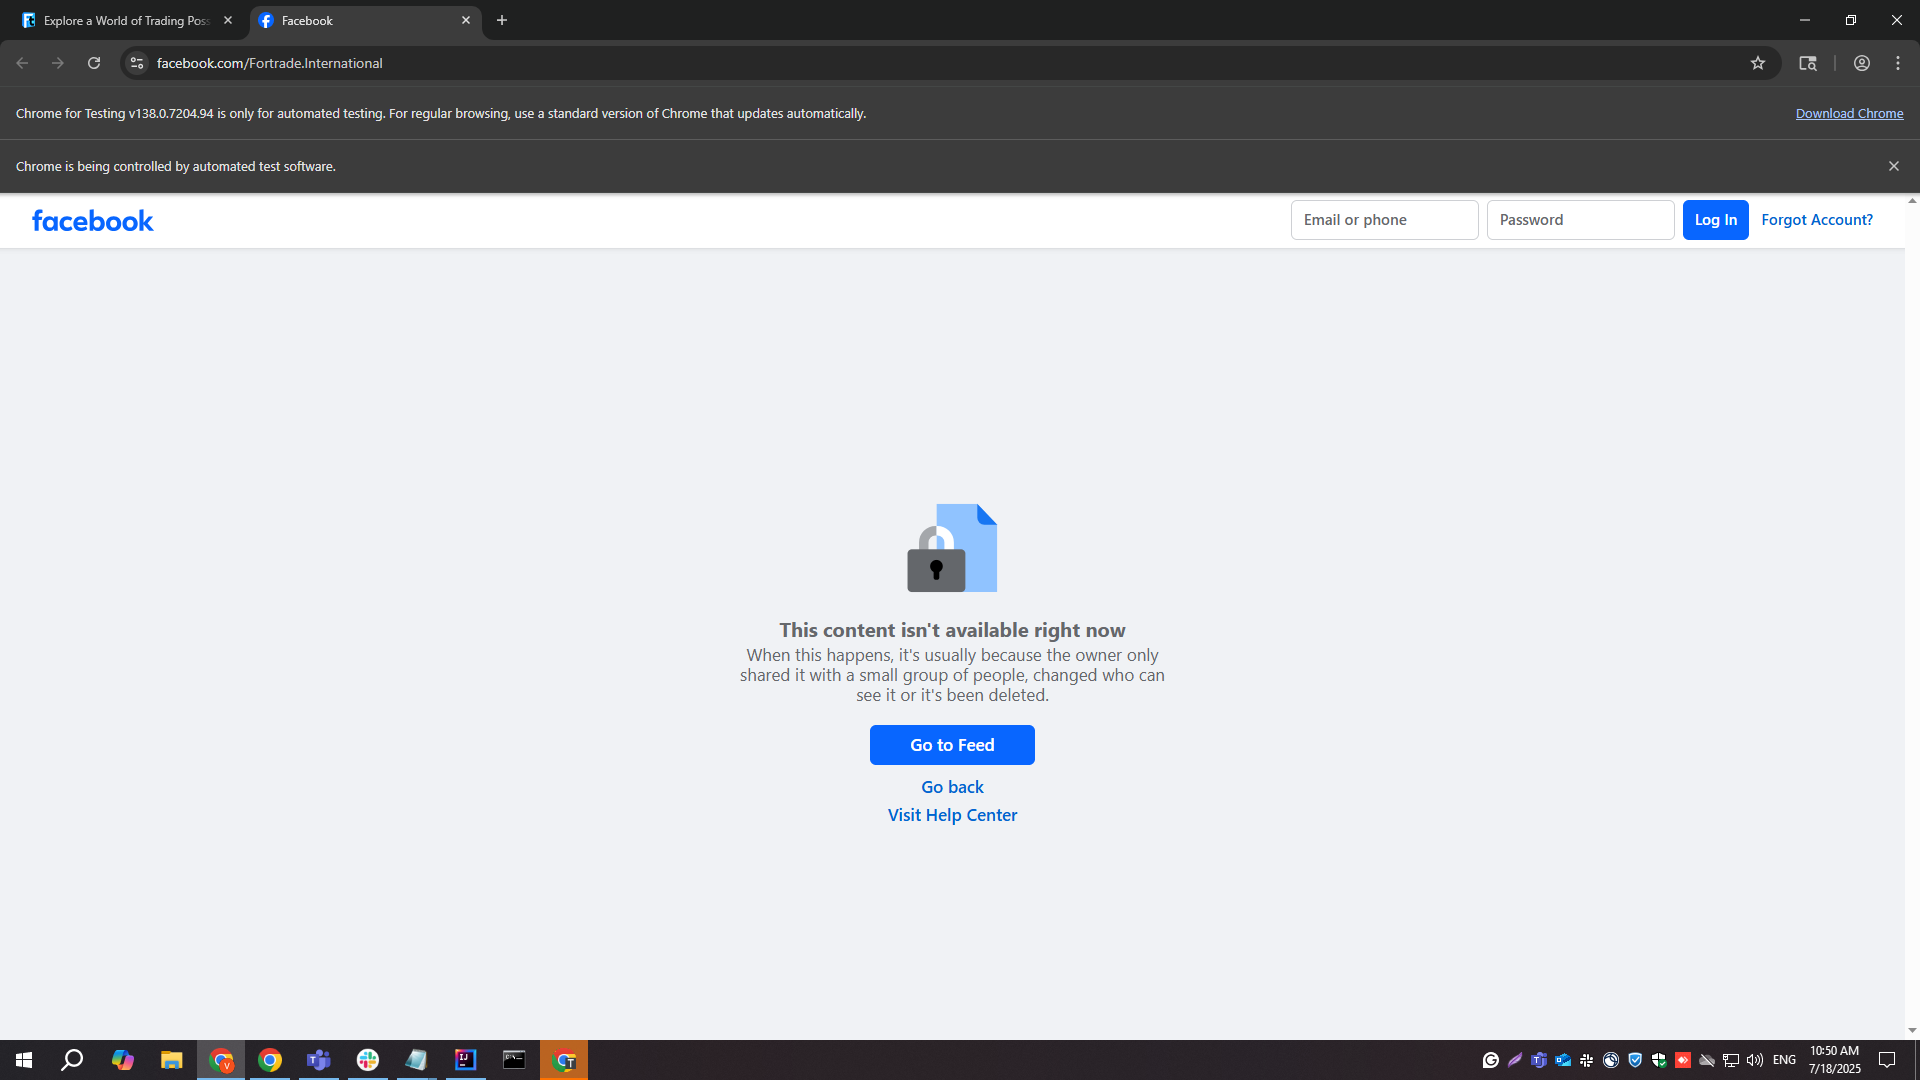 Explore a World of Trading Poss
Facebook
facebook.com/Fortrade.International
Chrome for Testing v138.0.7204.94 is only for automated testing. For regular browsing, use a standard version of Chrome that updates automatically.
Download Chrome
Chrome is being controlled by automated test software.
facebook
Email or phone
Password
Log In
Forgot Account?
This content isn't available right now
When this happens, it's usually because the owner only
shared it with a small group of people, changed who can
see it or it's been deleted.
Go to Feed
Go back
Visit Help Center
ENG
10:50 AM
7/18/2025